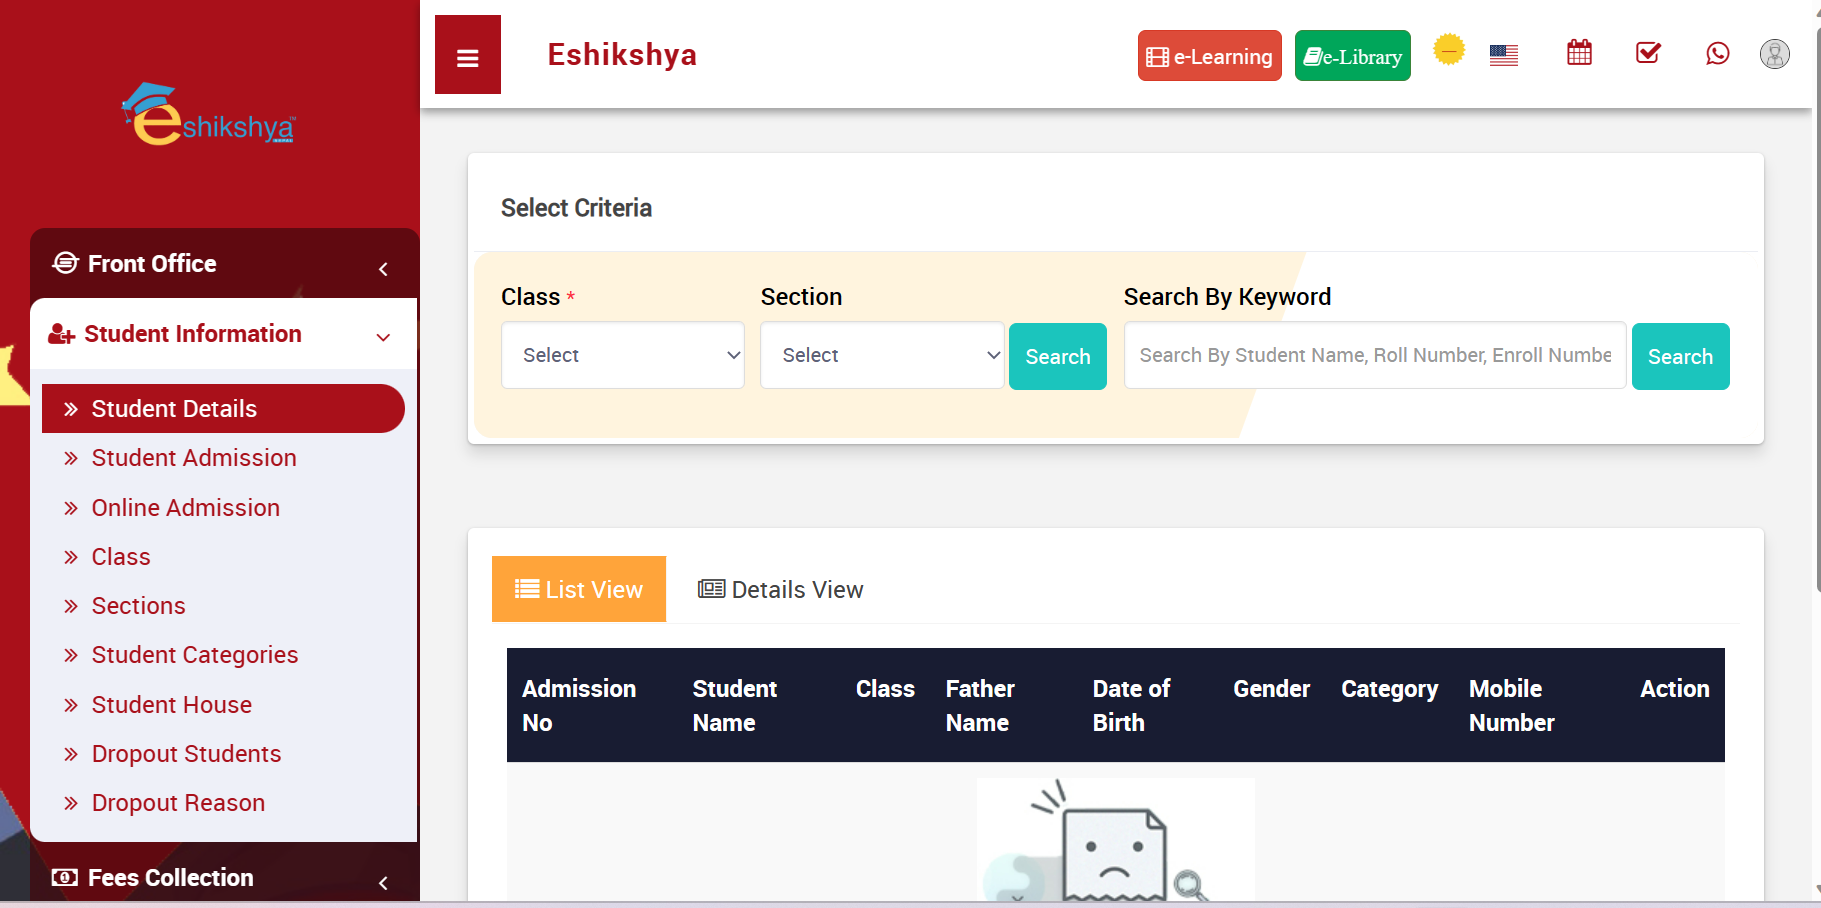 eshikshya
Eshikshya
e-Learning
e-Library
Front Office
Student Information
Student Details
Student Admission
Online Admission
Class
Sections
Student Categories
Student House
Dropout Students
Dropout Reason
Fees Collection
Select Criteria
Class *
Section
Search By Keyword
Select
Select
Search
Search By Student Name, Roll Number, Enroll Numbe
Search
List View
Details View
Admission No
Student Name
Class
Father Name
Date of Birth
Gender
Category
Mobile Number
Action